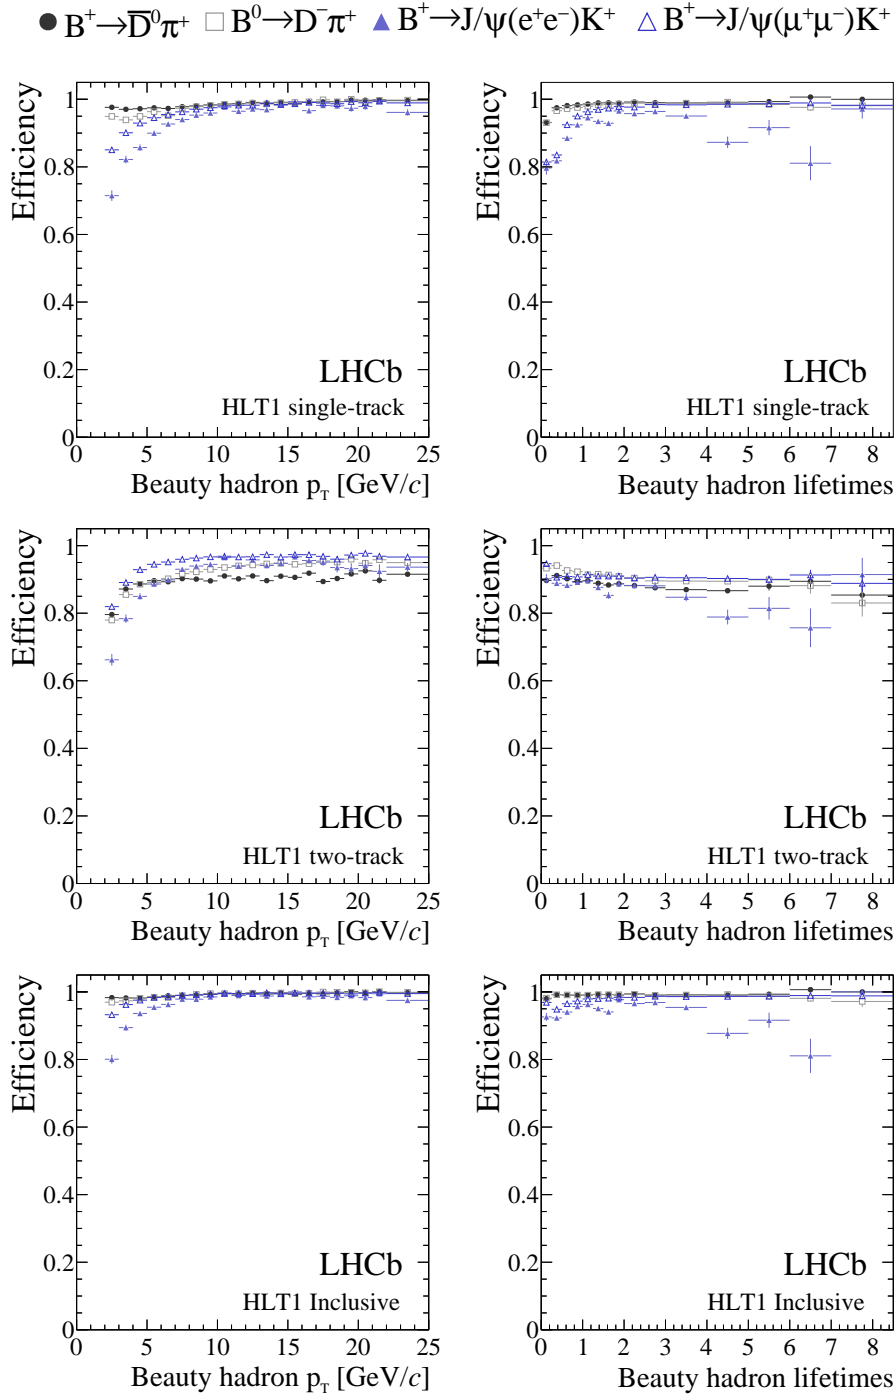 B⁺→D̅⁰π⁺ B⁰→D⁻π⁺ B⁺→J/ψ(e⁺e⁻)K⁺ B⁺→J/ψ(μ⁺μ⁻)K⁺
Efficiency
1
0.8
0.6
0.4
0.2
0
LHCb
HLT1 single-track
0 5 10 15 20 25
Beauty hadron p_T [GeV/c]
Efficiency
1
0.8
0.6
0.4
0.2
0
LHCb
HLT1 single-track
0 1 2 3 4 5 6 7 8
Beauty hadron lifetimes
Efficiency
1
0.8
0.6
0.4
0.2
0
LHCb
HLT1 two-track
0 5 10 15 20 25
Beauty hadron p_T [GeV/c]
Efficiency
1
0.8
0.6
0.4
0.2
0
LHCb
HLT1 two-track
0 1 2 3 4 5 6 7 8
Beauty hadron lifetimes
Efficiency
1
0.8
0.6
0.4
0.2
0
LHCb
HLT1 Inclusive
0 5 10 15 20 25
Beauty hadron p_T [GeV/c]
Efficiency
1
0.8
0.6
0.4
0.2
0
LHCb
HLT1 Inclusive
0 1 2 3 4 5 6 7 8
Beauty hadron lifetimes